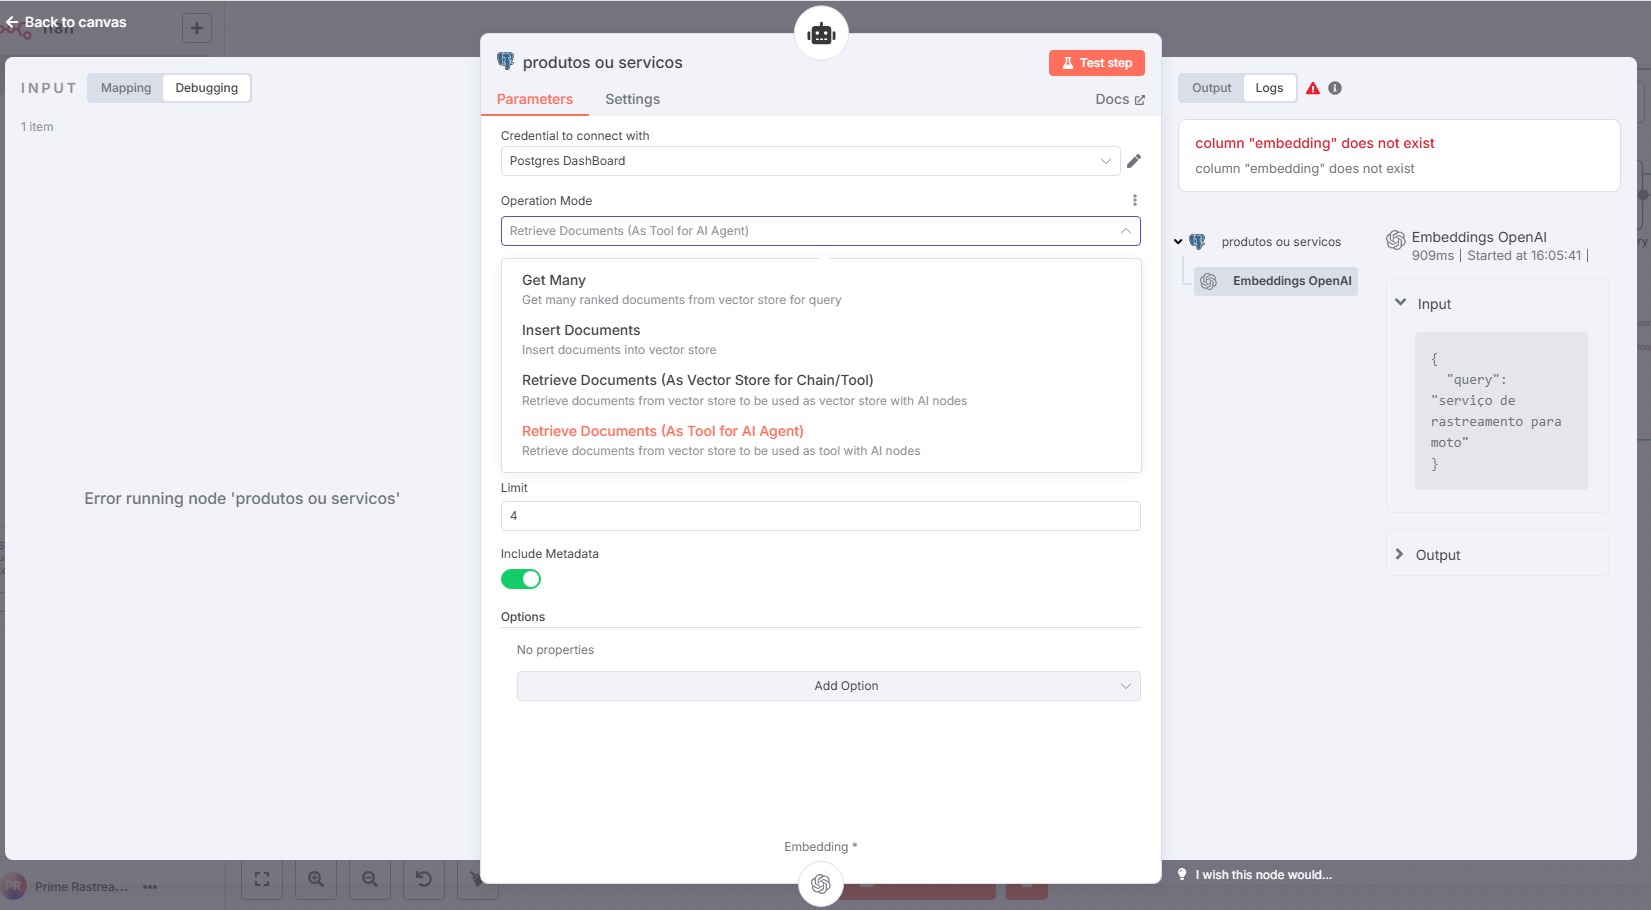 Back to canvas
n8n
INPUT
Mapping
Debugging
1 item
Error running node 'produtos ou servicos'
produtos ou servicos
Test step
Parameters
Settings
Docs
Credential to connect with
Postgres DashBoard
Operation Mode
Retrieve Documents (As Tool for AI Agent)
Get Many
Get many ranked documents from vector store for query
Insert Documents
Insert documents into vector store
Retrieve Documents (As Vector Store for Chain/Tool)
Retrieve documents from vector store to be used as vector store with AI nodes
Retrieve Documents (As Tool for AI Agent)
Retrieve documents from vector store to be used as tool with AI nodes
Limit
4
Include Metadata
Options
No properties
Add Option
Embedding *
Output
Logs
column "embedding" does not exist
column "embedding" does not exist
produtos ou servicos
Embeddings OpenAI
Embeddings OpenAI
909ms | Started at 16:05:41 |
Input
{
"query":
"serviço de
rastreamento para
moto"
}
Output
PR
Prime Rastrea...
I wish this node would...